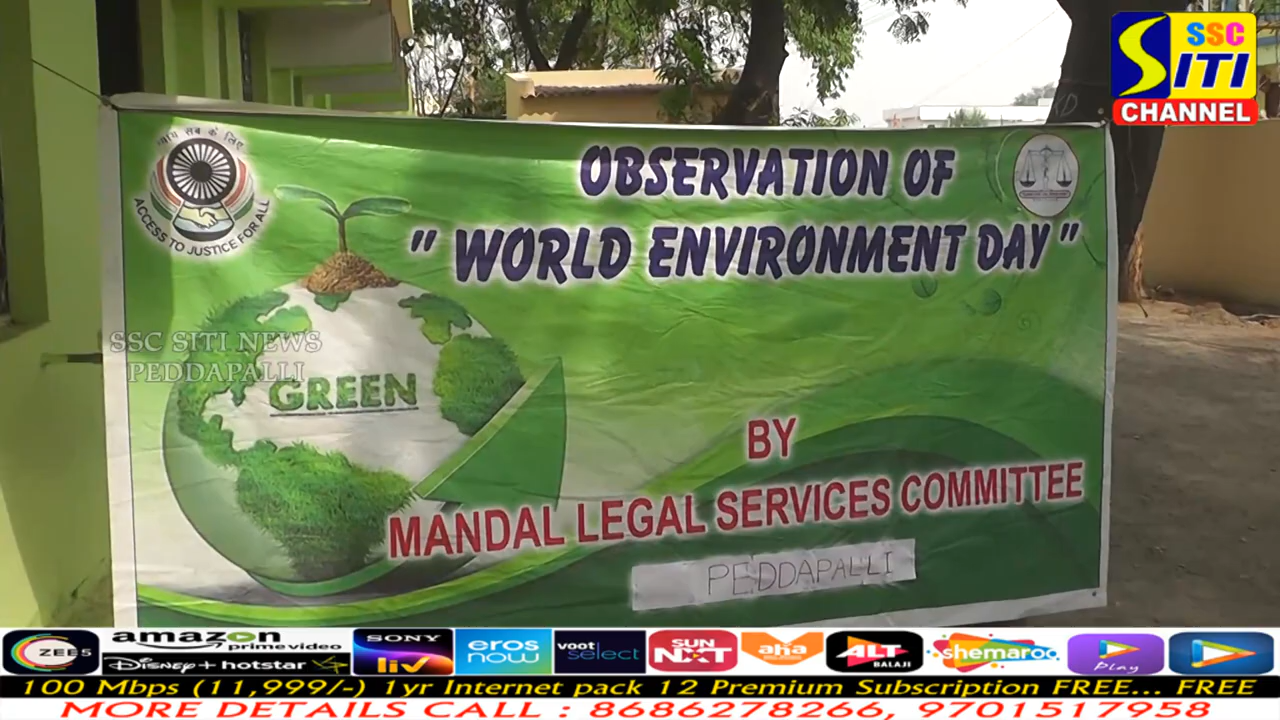 SSC
SITI
CHANNEL
न्याय सब के लिए
ACCESS TO JUSTICE FOR ALL
OBSERVATION OF
" WORLD ENVIRONMENT DAY "
SSC SITI NEWS
PEDDAPALLI
GREEN
BY
MANDAL LEGAL SERVICES COMMITTEE
PEDDAPALLI
ZEE5
amazon
prime video
Disney+ hotstar
SONY
liv
eros
now
voot
select
SUN
NXT
aha
ALT
BALAJI
shemaroo
Play
100 Mbps (11,999/-) 1yr Internet pack 12 Premium Subscription FREE... FREE
MORE DETAILS CALL : 8686278266, 9701517958